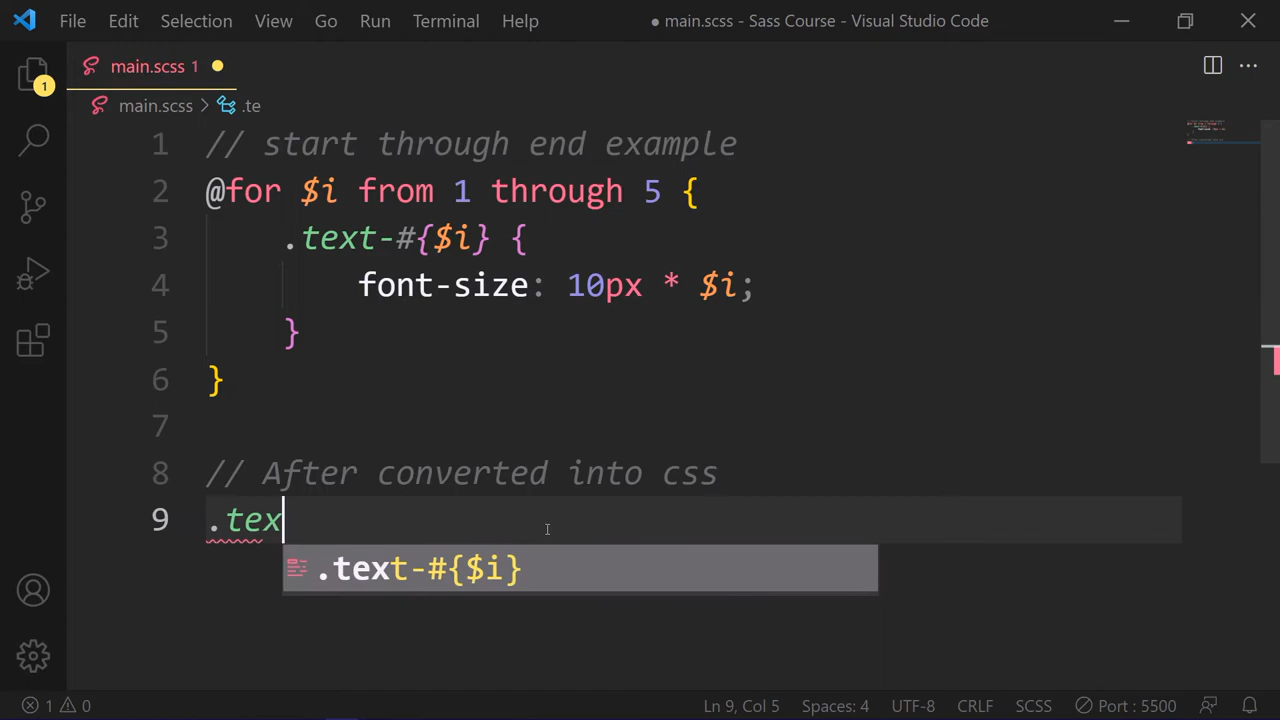 File Edit Selection View Go Run Terminal Help ● main.scss - Sass Course - Visual Studio Code
main.scss 1
main.scss > .te
1 // start through end example
2 @for $i from 1 through 5 {
3 .text-#{$i} {
4 font-size: 10px * $i;
5 }
6 }
7
8 // After converted into css
9 .tex
.text-#{$i}
1
1 0 Ln 9, Col 5 Spaces: 4 UTF-8 CRLF SCSS Port : 5500